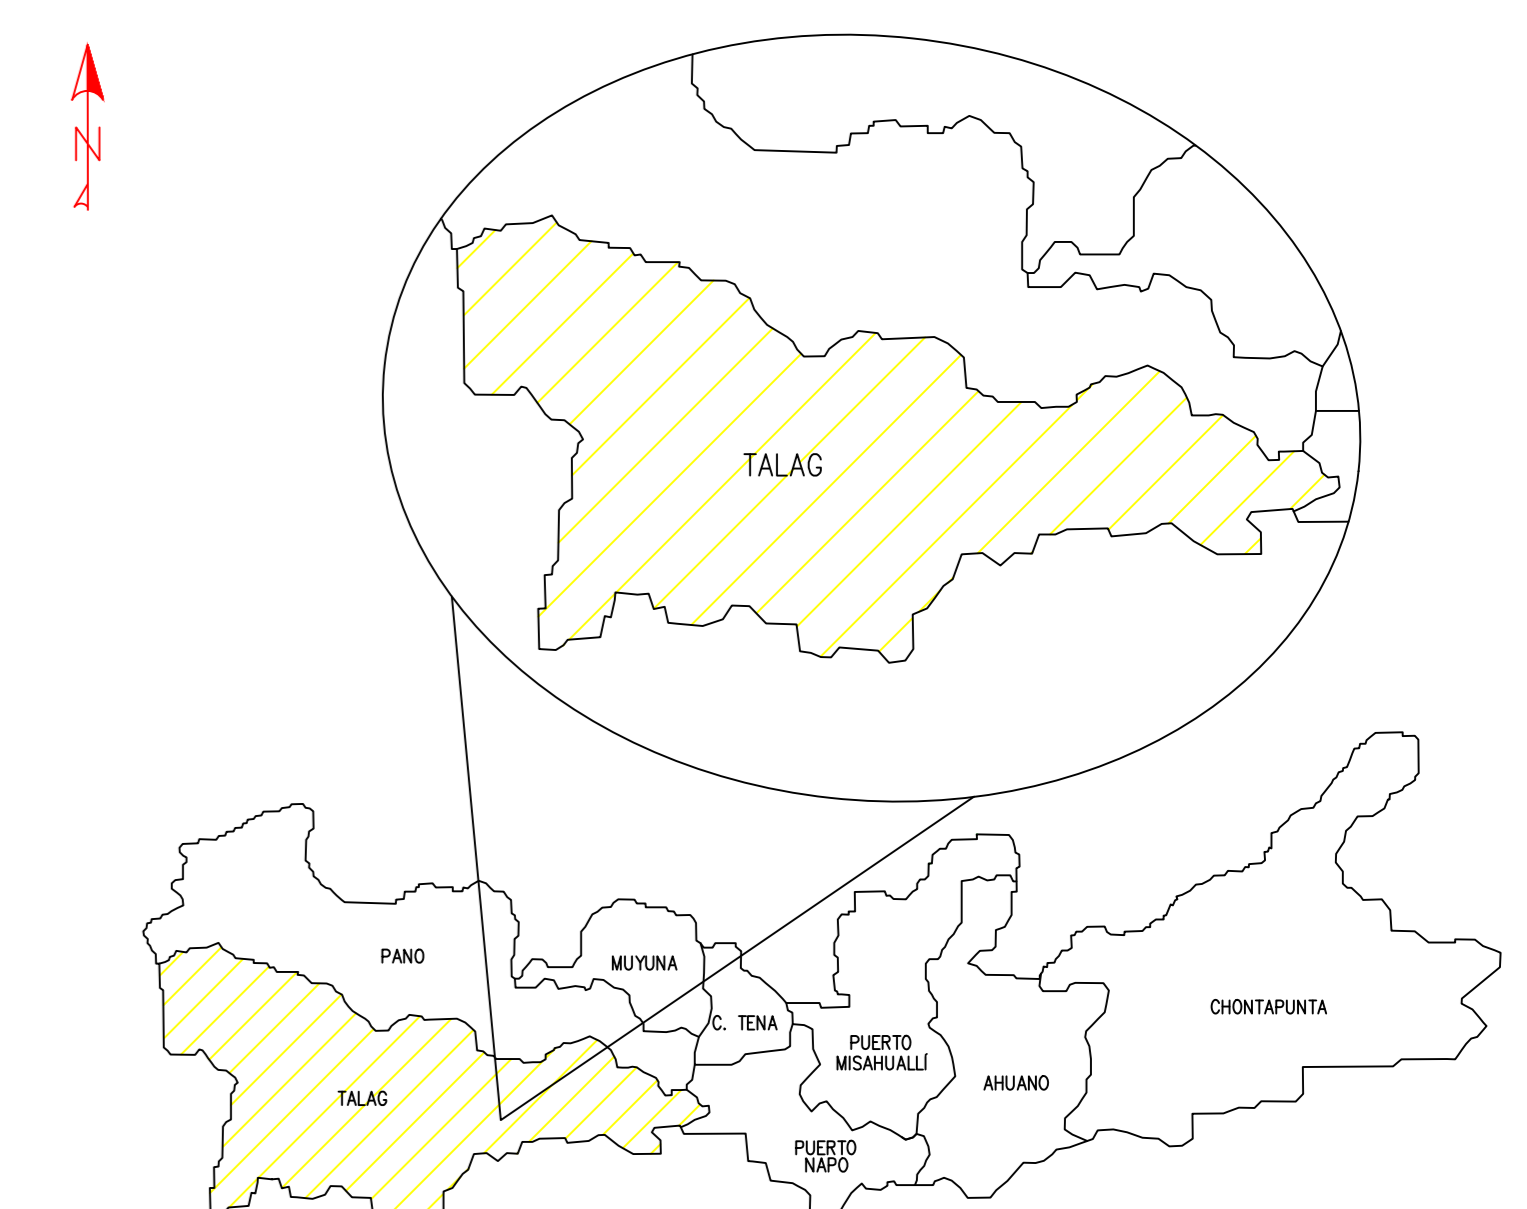 N
TALAG
PANO
MUYUNA
C. TENA
CHONTAPUNTA
PUERTO
MISAHUALLÍ
AHUANO
TALAG
PUERTO
NAPO